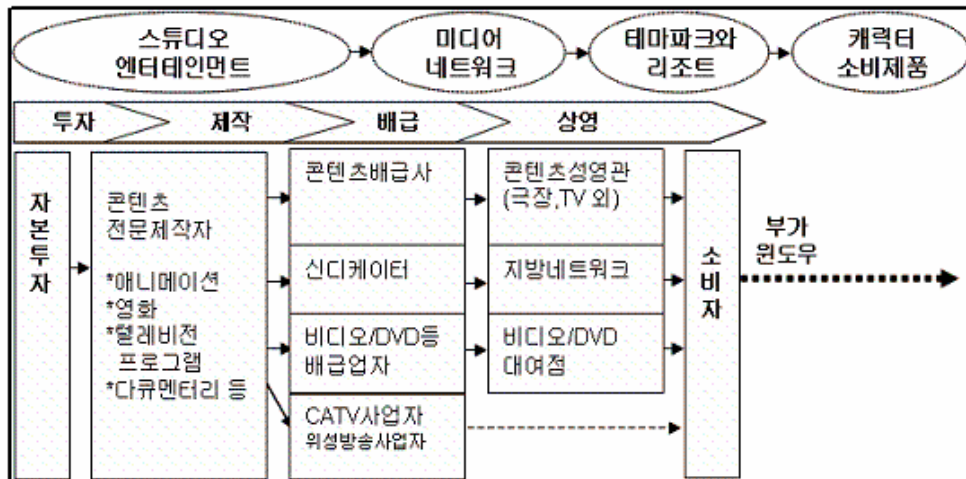 스튜디오
엔터테인먼트
미디어
네트워크
테마파크와
리조트
캐릭터
소비제품
투자
제작
배급
상영
자본투자
콘텐츠
전문제작자
*애니메이션
*영화
*텔레비전
프로그램
*다큐멘터리 등
콘텐츠배급사
신디케이터
비디오/DVD등
배급업자
CATV사업자
위성방송사업자
콘텐츠성영관
(극장,TV 외)
지방네트워크
비디오/DVD
대여점
소비자
부가
윈도우